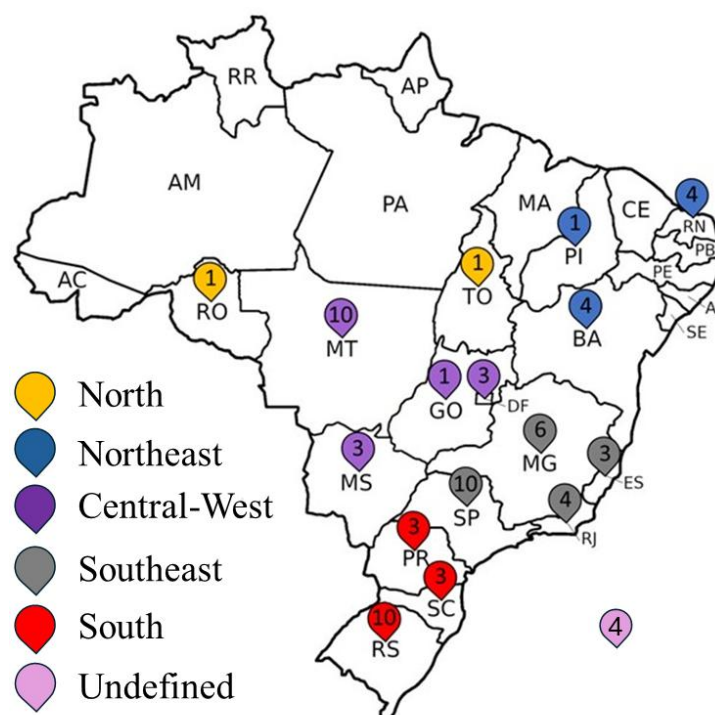 RR
AP
AM
PA
MA
CE
4
RN
1
PI
PB
PE
AC
1
RO
1
TO
4
BA
A
SE
10
MT
1
GO
3
DF
6
MG
3
ES
3
MS
10
SP
4
RJ
3
PR
3
SC
10
RS
4
North
Northeast
Central-West
Southeast
South
Undefined